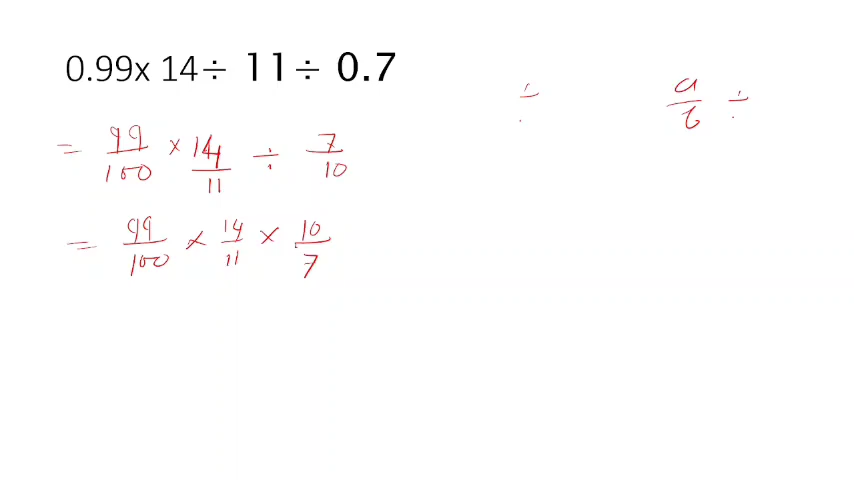 0.99x 14÷ 11÷ 0.7
÷
a/b ÷
= 99/100 × 14/11 ÷ 7/10
= 99/100 × 14/11 × 10/7